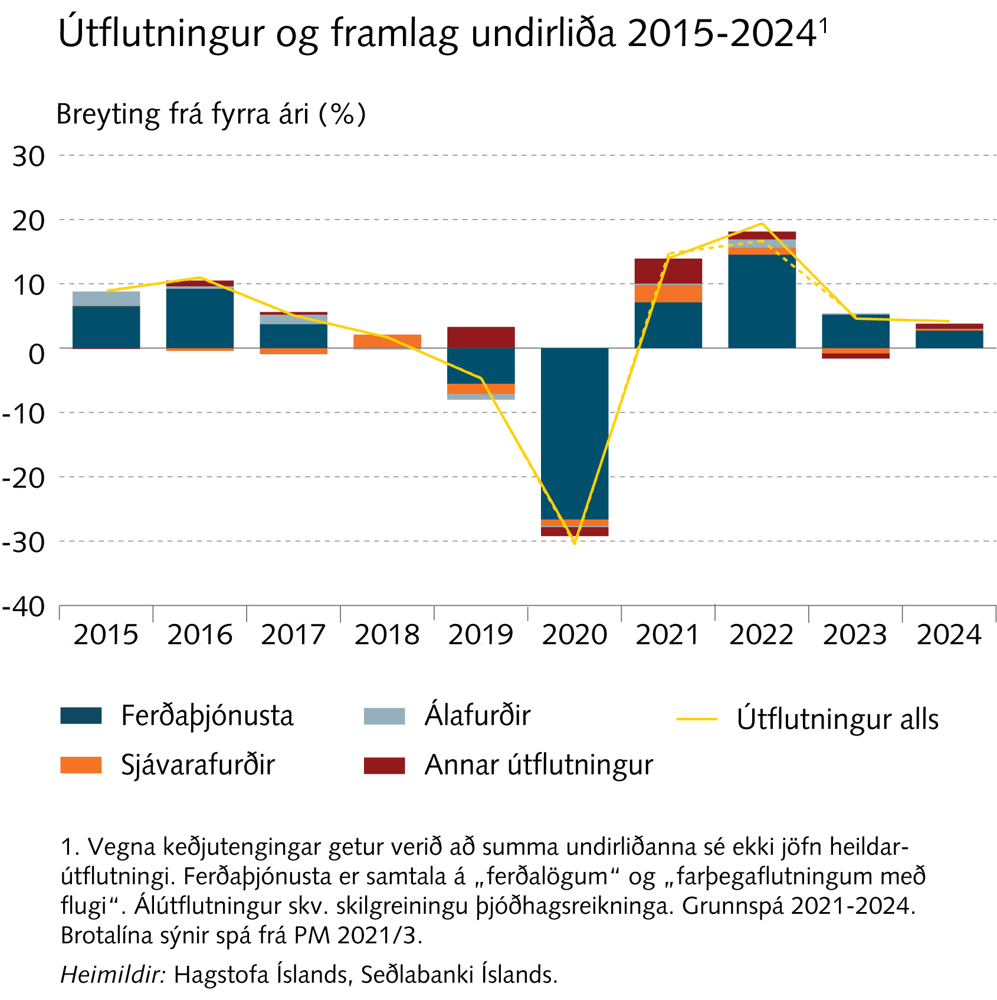 Útflutningur og framlag undirliða 2015-2024¹
Breyting frá fyrra ári (%)
30
20
10
0
-10
-20
-30
-40
2015 2016 2017 2018 2019 2020 2021 2022 2023 2024
Ferðaþjónusta
Sjávarafurðir
Álafurðir
Annar útflutningur
Útflutningur alls
1. Vegna keðjutengingar getur verið að summa undirliðanna sé ekki jöfn heildar-
útflutningi. Ferðaþjónusta er samtala á „ferðalögum“ og „farþegaflutningum með
flugi“. Álútflutningur skv. skilgreiningu þjóðhagsreikninga. Grunnspá 2021-2024.
Brotalína sýnir spá frá PM 2021/3.
Heimildir: Hagstofa Íslands, Seðlabanki Íslands.